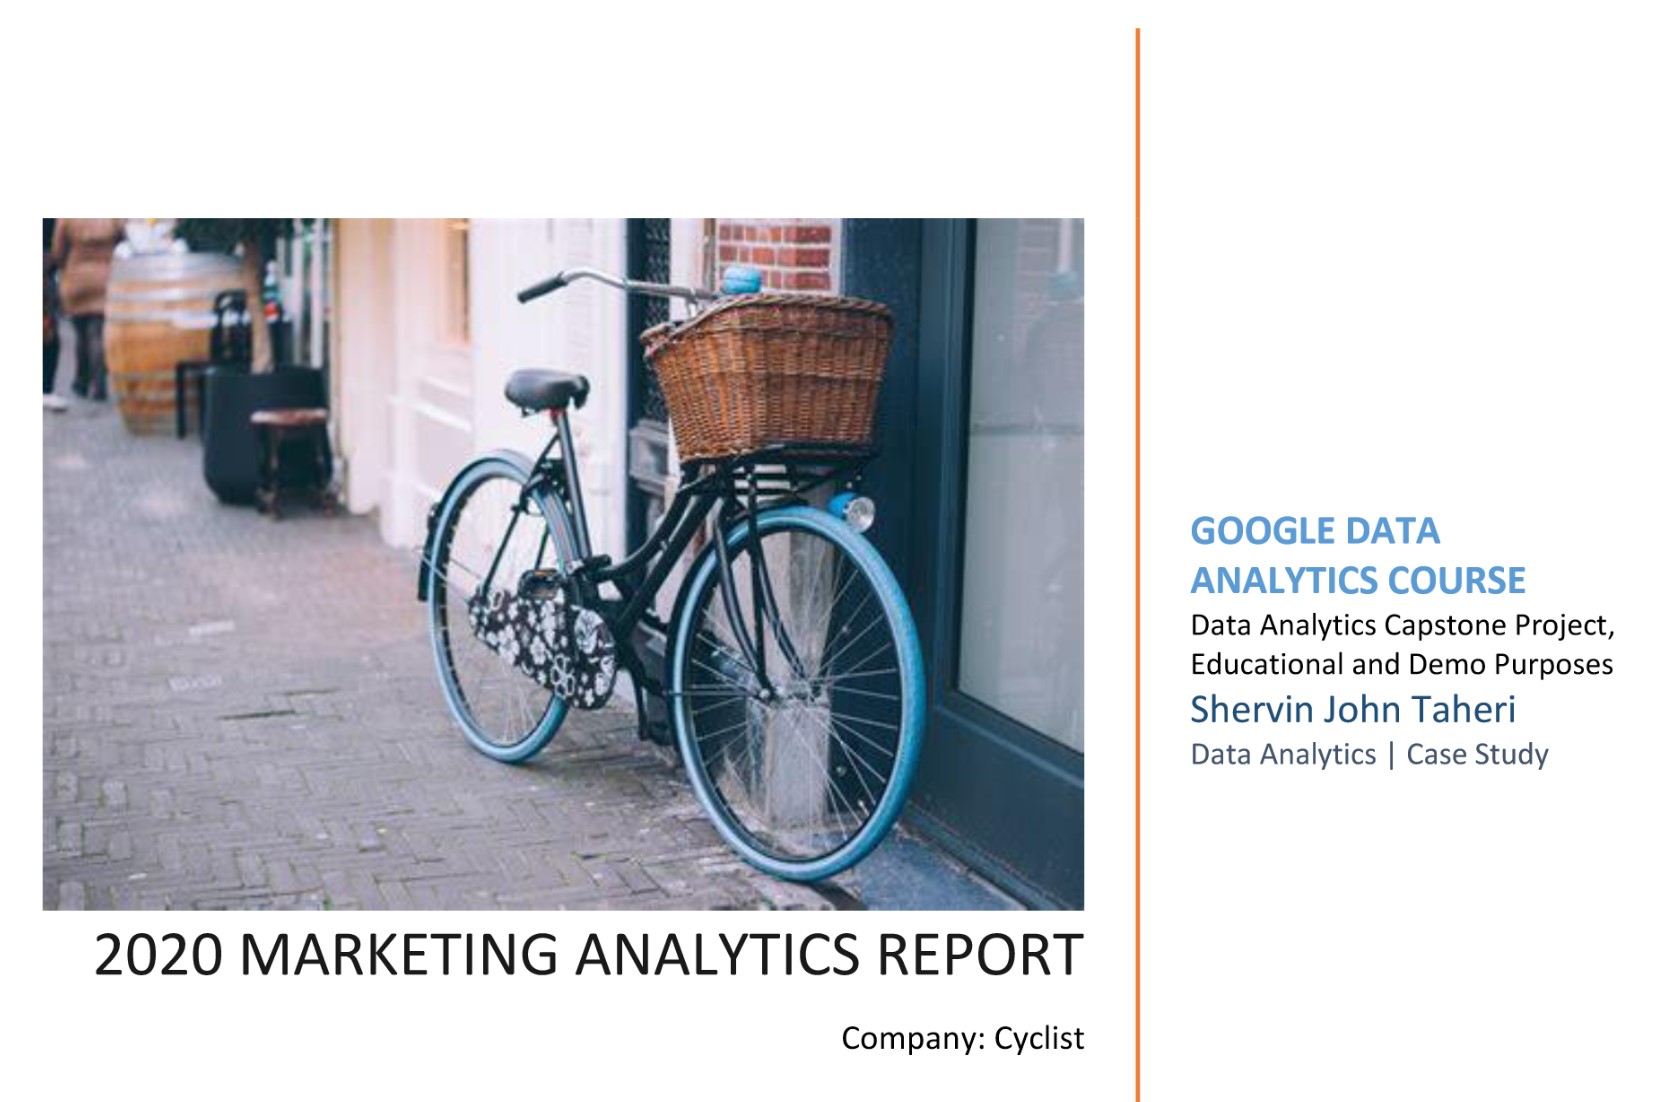 2020 MARKETING ANALYTICS REPORT
Company: Cyclist
GOOGLE DATA
ANALYTICS COURSE
Data Analytics Capstone Project,
Educational and Demo Purposes
Shervin John Taheri
Data Analytics | Case Study